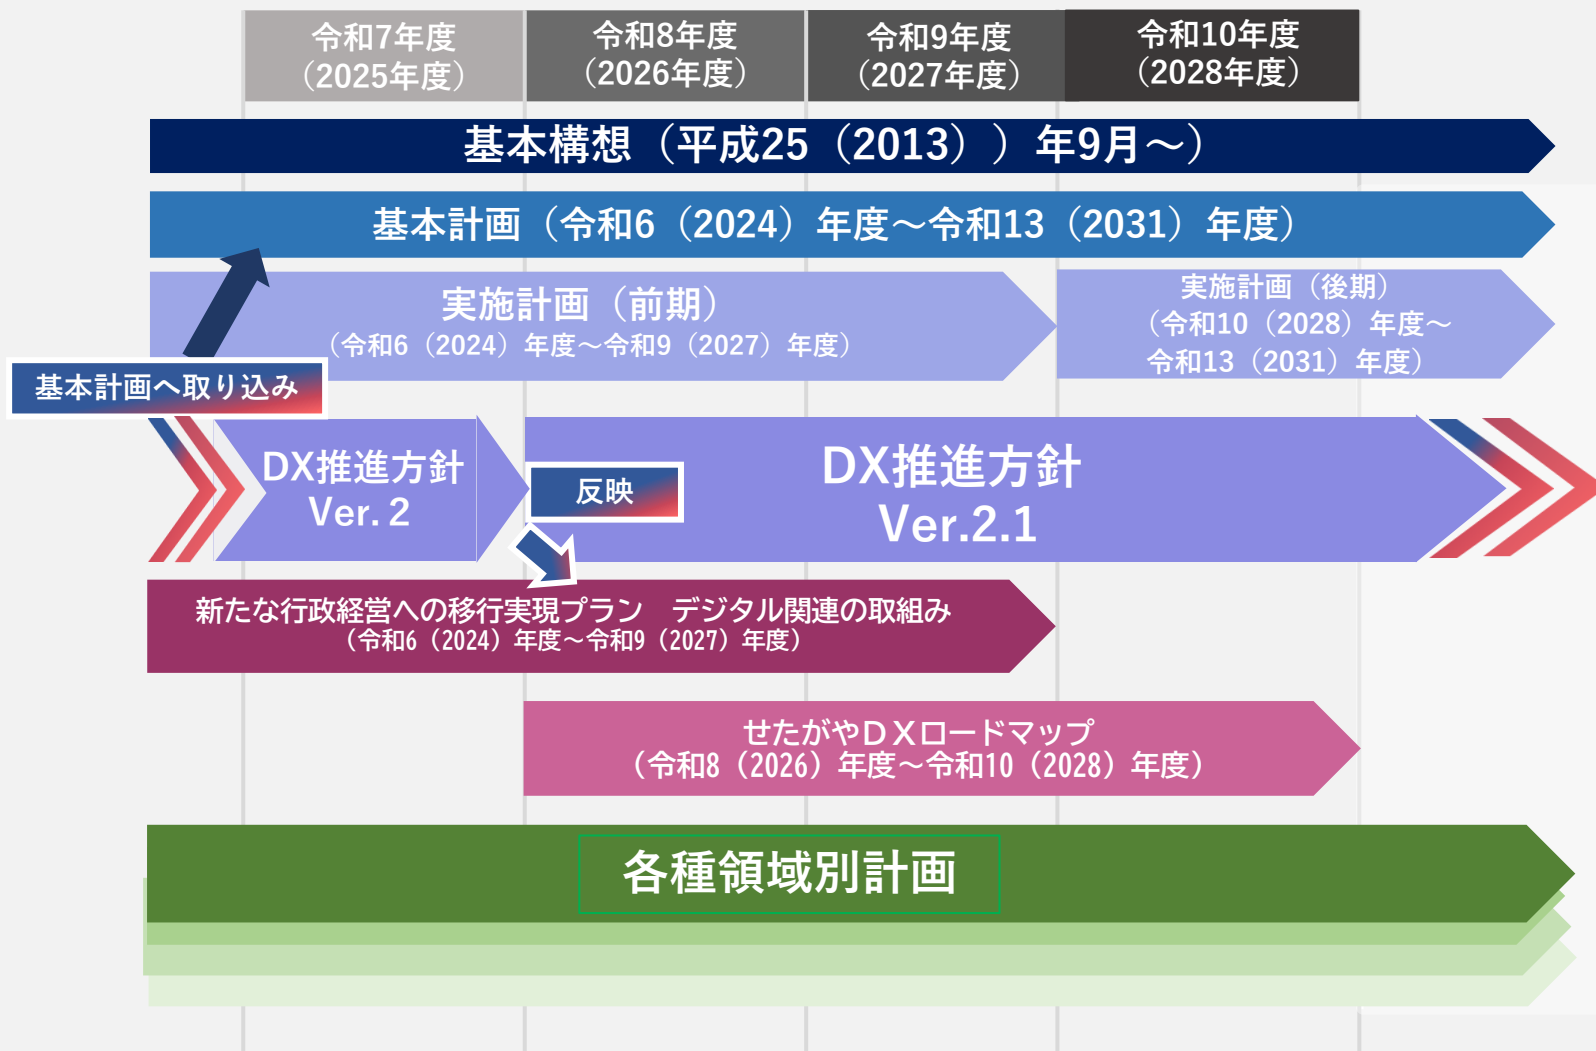 令和7年度
（2025年度）
令和8年度
（2026年度）
令和9年度
（2027年度）
令和10年度
（2028年度）
基本構想（平成25（2013））年9月～）
基本計画（令和6（2024）年度～令和13（2031）年度）
実施計画（前期）
（令和6（2024）年度～令和9（2027）年度）
実施計画（後期）
（令和10（2028）年度～
令和13（2031）年度）
基本計画へ取り込み
DX推進方針
Ver. 2
反映
DX推進方針
Ver.2.1
新たな行政経営への移行実現プラン　デジタル関連の取組み
（令和6（2024）年度～令和9（2027）年度）
せたがやＤＸロードマップ
（令和8（2026）年度～令和10（2028）年度）
各種領域別計画